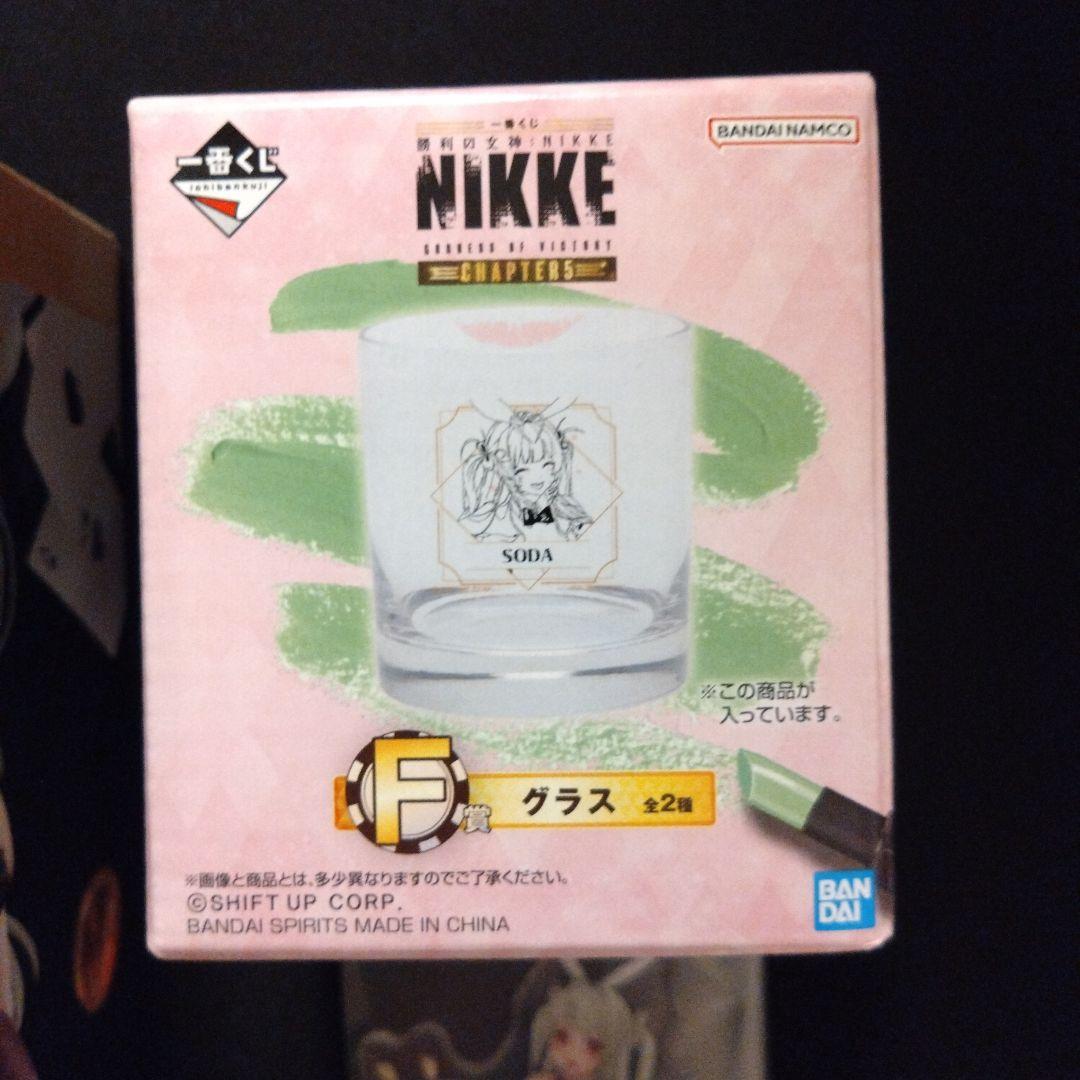 一番くじ
ichibankuji
一番くじ
勝利の女神:NIKKE
NIKKE
GODDESS OF VICTORY
CHAPTER5
BANDAI NAMCO
SODA
※この商品が
入っています。
F賞 グラス 全2種
※画像と商品とは、多少異なりますのでご了承ください。
©SHIFT UP CORP.
BANDAI SPIRITS MADE IN CHINA
BAN
DAI